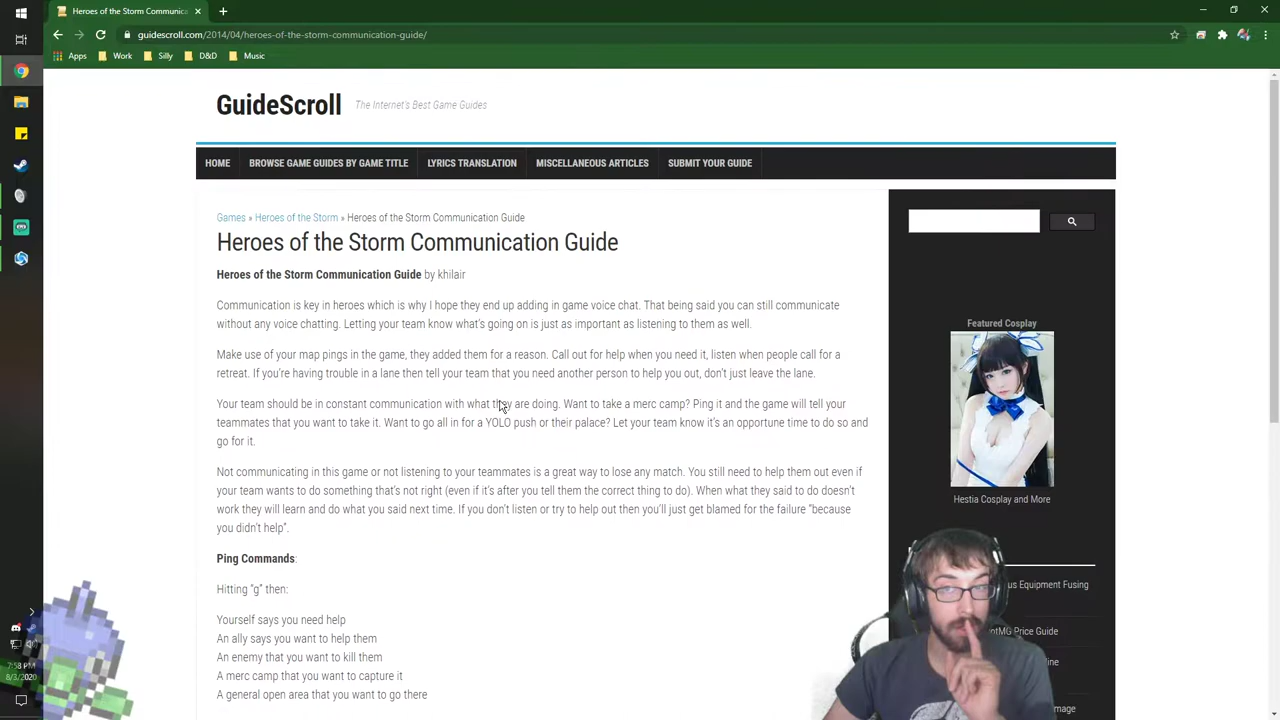 Heroes of the Storm Communica
guidescroll.com/2014/04/heroes-of-the-storm-communication-guide/
Apps Work Silly D&D Music
GuideScroll The Internet's Best Game Guides
HOME BROWSE GAME GUIDES BY GAME TITLE LYRICS TRANSLATION MISCELLANEOUS ARTICLES SUBMIT YOUR GUIDE
Games » Heroes of the Storm » Heroes of the Storm Communication Guide
Heroes of the Storm Communication Guide
Heroes of the Storm Communication Guide by khilair
Communication is key in heroes which is why I hope they end up adding in game voice chat. That being said you can still communicate
without any voice chatting. Letting your team know what's going on is just as important as listening to them as well.
Make use of your map pings in the game, they added them for a reason. Call out for help when you need it, listen when people call for a
retreat. If you're having trouble in a lane then tell your team that you need another person to help you out, don't just leave the lane.
Your team should be in constant communication with what they are doing. Want to take a merc camp? Ping it and the game will tell your
teammates that you want to take it. Want to go all in for a YOLO push or their palace? Let your team know it's an opportune time to do so and
go for it.
Not communicating in this game or not listening to your teammates is a great way to lose any match. You still need to help them out even if
your team wants to do something that's not right (even if it's after you tell them the correct thing to do). When what they said to do doesn't
work they will learn and do what you said next time. If you don't listen or try to help out then you'll just get blamed for the failure "because
you didn't help".
Ping Commands:
Hitting "g" then:
Yourself says you need help
An ally says you want to help them
An enemy that you want to kill them
A merc camp that you want to capture it
A general open area that you want to go there
Featured Cosplay
Hestia Cosplay and More
us Equipment Fusing
MG Price Guide
8/3/2020